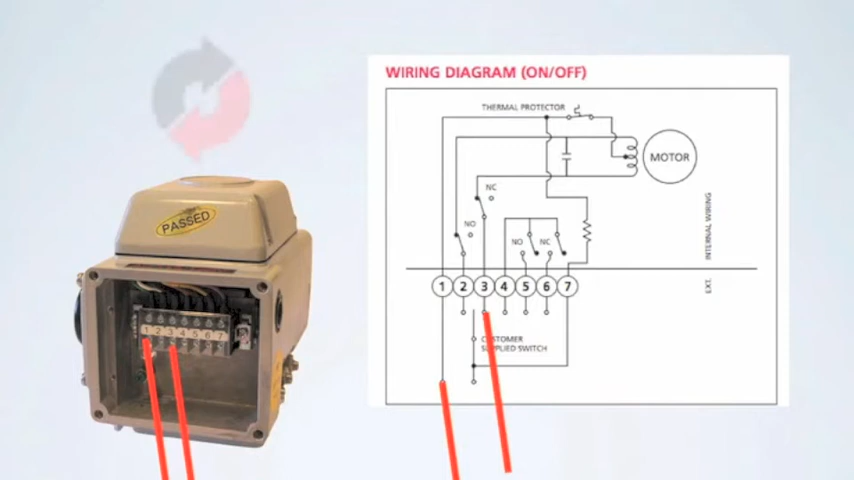 PASSED
1 2 3 4 5 6 7
WIRING DIAGRAM (ON/OFF)
THERMAL PROTECTOR
MOTOR
NC
NO
NO
NC
INTERNAL WIRING
1 2 3 4 5 6 7
EXT.
CUSTOMER
SUPPLIED SWITCH